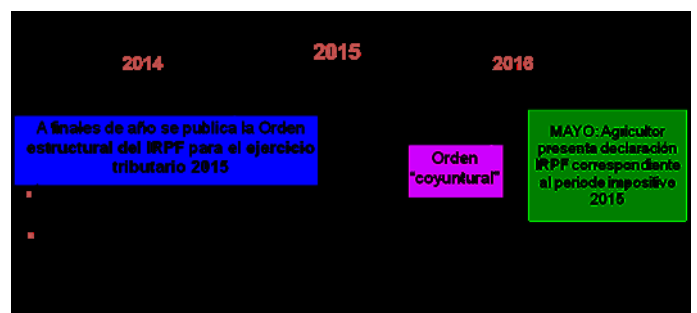 2014
2015
2016
A finales de año se publica la Orden
estructural del IRPF para el ejercicio
tributario 2015
Orden
"coyuntural"
MAYO: Agricultor
presenta declaración
IRPF correspondiente
al periodo impositivo
2015